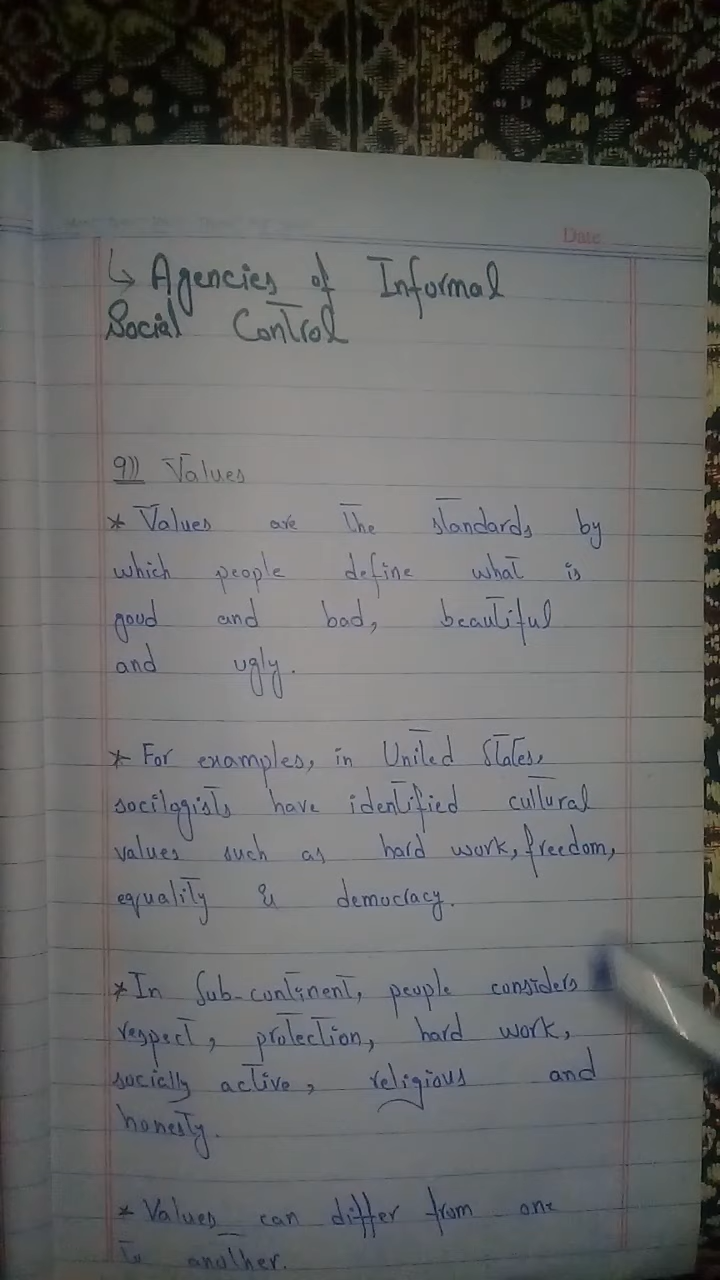 Date
↳ Agencies of Informal
Social Control
9)) Values
* Values are the standards by
which people define what is
good and bad, beautiful
and ugly.
* For examples, in United States,
socilogists have identified cultural
values such as hard work, freedom,
equality & democracy.
* In Sub-continent, people considers
respect, protection, hard work,
socially active, religious and
honesty.
* Values can differ from one
to another.